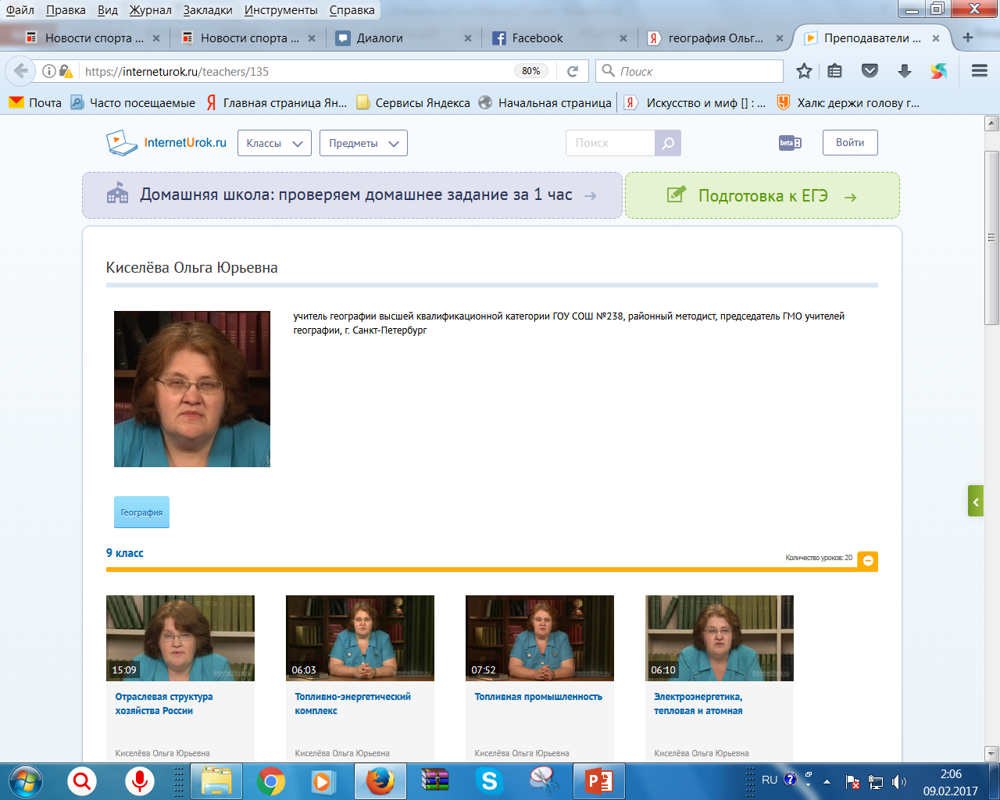 Файл Правка Вид Журнал Закладки Инструменты Справка
Новости спорта ... Новости спорта ... Диалоги Facebook география Ольг... Преподаватели ...
https://interneturok.ru/teachers/135 80% Поиск
Почта Часто посещаемые Главная страница Ян... Сервисы Яндекса Начальная страница Искусство и миф [] : ... Халк: держи голову г...
InternetUrok.ru Классы Предметы Поиск beta Войти
Домашняя школа: проверяем домашнее задание за 1 час → Подготовка к ЕГЭ →
Киселёва Ольга Юрьевна
учитель географии высшей квалификационной категории ГОУ СОШ №238, районный методист, председатель ГМО учителей
географии, г. Санкт-Петербург
География
9 класс Количество уроков: 20
15:09 06:03 07:52 06:10
Отраслевая структура
хозяйства России
Топливно-энергетический
комплекс
Топливная промышленность
Электроэнергетика,
тепловая и атомная
Киселёва Ольга Юрьевна Киселёва Ольга Юрьевна Киселёва Ольга Юрьевна Киселёва Ольга Юрьевна
RU 2:06
09.02.2017